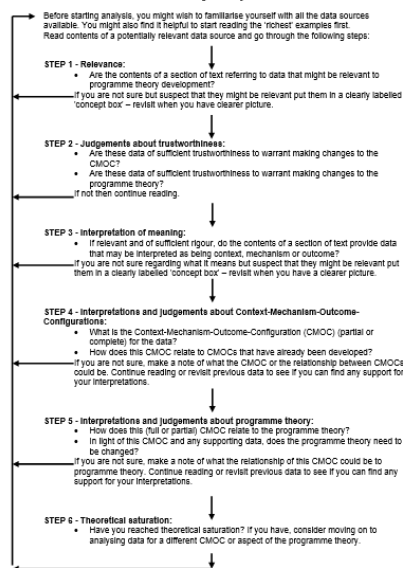 Before starting analysis, you might wish to familiarise yourself with all the data sources
available. You might also find it helpful to start reading the 'richest' examples first.
Read contents of a potentially relevant data source and go through the following steps:
STEP 1 - Relevance:
• Are the contents of a section of text referring to data that might be relevant to
programme theory development?
If you are not sure but suspect that they might be relevant put them in a clearly labelled
'concept box' – revisit when you have clearer picture.
STEP 2 - Judgements about trustworthiness:
• Are these data of sufficient trustworthiness to warrant making changes to the
CMOC?
• Are these data of sufficient trustworthiness to warrant making changes to the
programme theory?
If not then continue reading.
STEP 3 - Interpretation of meaning:
• If relevant and of sufficient rigour, do the contents of a section of text provide data
that may be interpreted as being context, mechanism or outcome?
If you are not sure regarding what it means but suspect that they might be relevant put
them in a clearly labelled 'concept box' – revisit when you have a clearer picture.
STEP 4 - Interpretations and judgements about Context-Mechanism-Outcome-
Configurations:
• What is the Context-Mechanism-Outcome-Configuration (CMOC) (partial or
complete) for the data?
• How does this CMOC relate to CMOCs that have already been developed?
If you are not sure, make a note of what the CMOC or the relationship between CMOCs
could be. Continue reading or revisit previous data to see if you can find any support for
your interpretations.
STEP 5 - Interpretations and judgements about programme theory:
• How does this (full or partial) CMOC relate to the programme theory?
• In light of this CMOC and any supporting data, does the programme theory need to
be changed?
If you are not sure, make a note of what the relationship of this CMOC could be to
programme theory. Continue reading or revisit previous data to see if you can find any
support for your interpretations.
STEP 6 - Theoretical saturation:
• Have you reached theoretical saturation? If you have, consider moving on to
analysing data for a different CMOC or aspect of the programme theory.